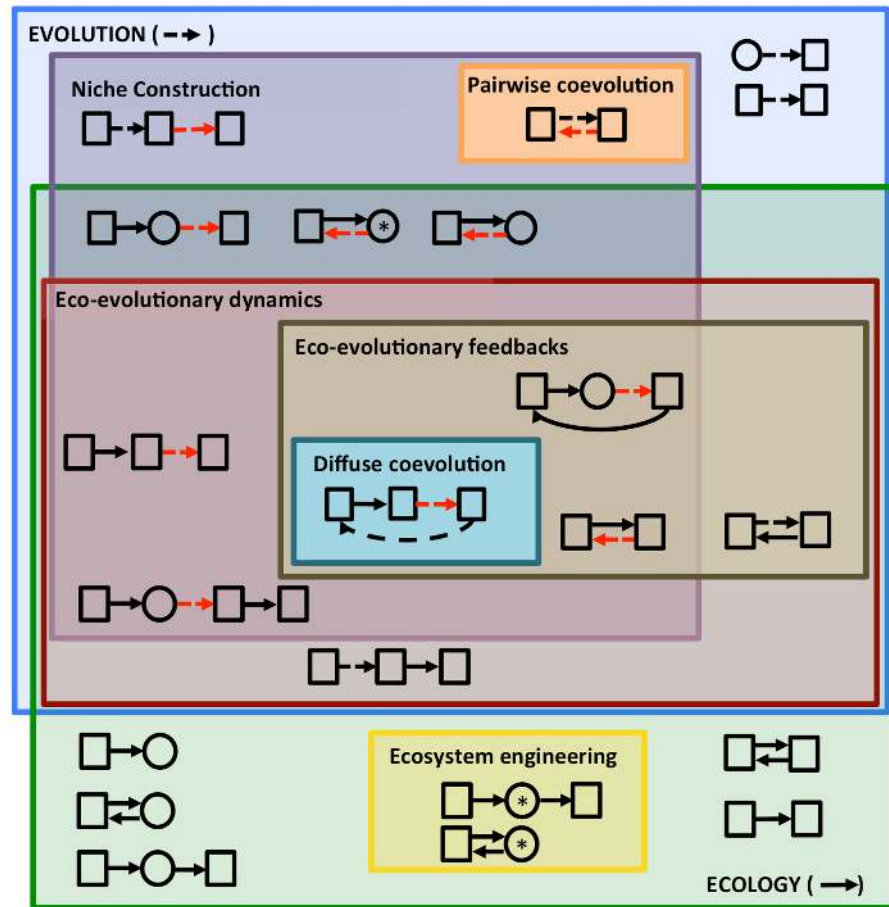 EVOLUTION ( )
Niche Construction
Pairwise coevolution
*
Eco-evolutionary dynamics
Eco-evolutionary feedbacks
Diffuse coevolution
Ecosystem engineering
*
*
ECOLOGY ( )